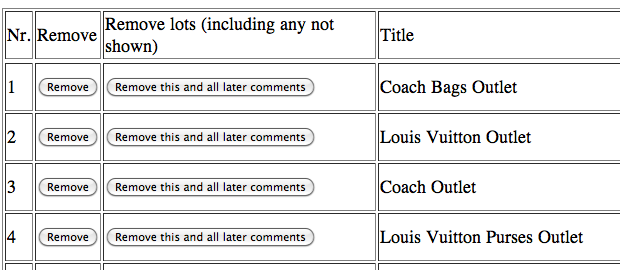 Nr. Remove Remove lots (including any not shown) Title
1 Remove Remove this and all later comments Coach Bags Outlet
2 Remove Remove this and all later comments Louis Vuitton Outlet
3 Remove Remove this and all later comments Coach Outlet
4 Remove Remove this and all later comments Louis Vuitton Purses Outlet